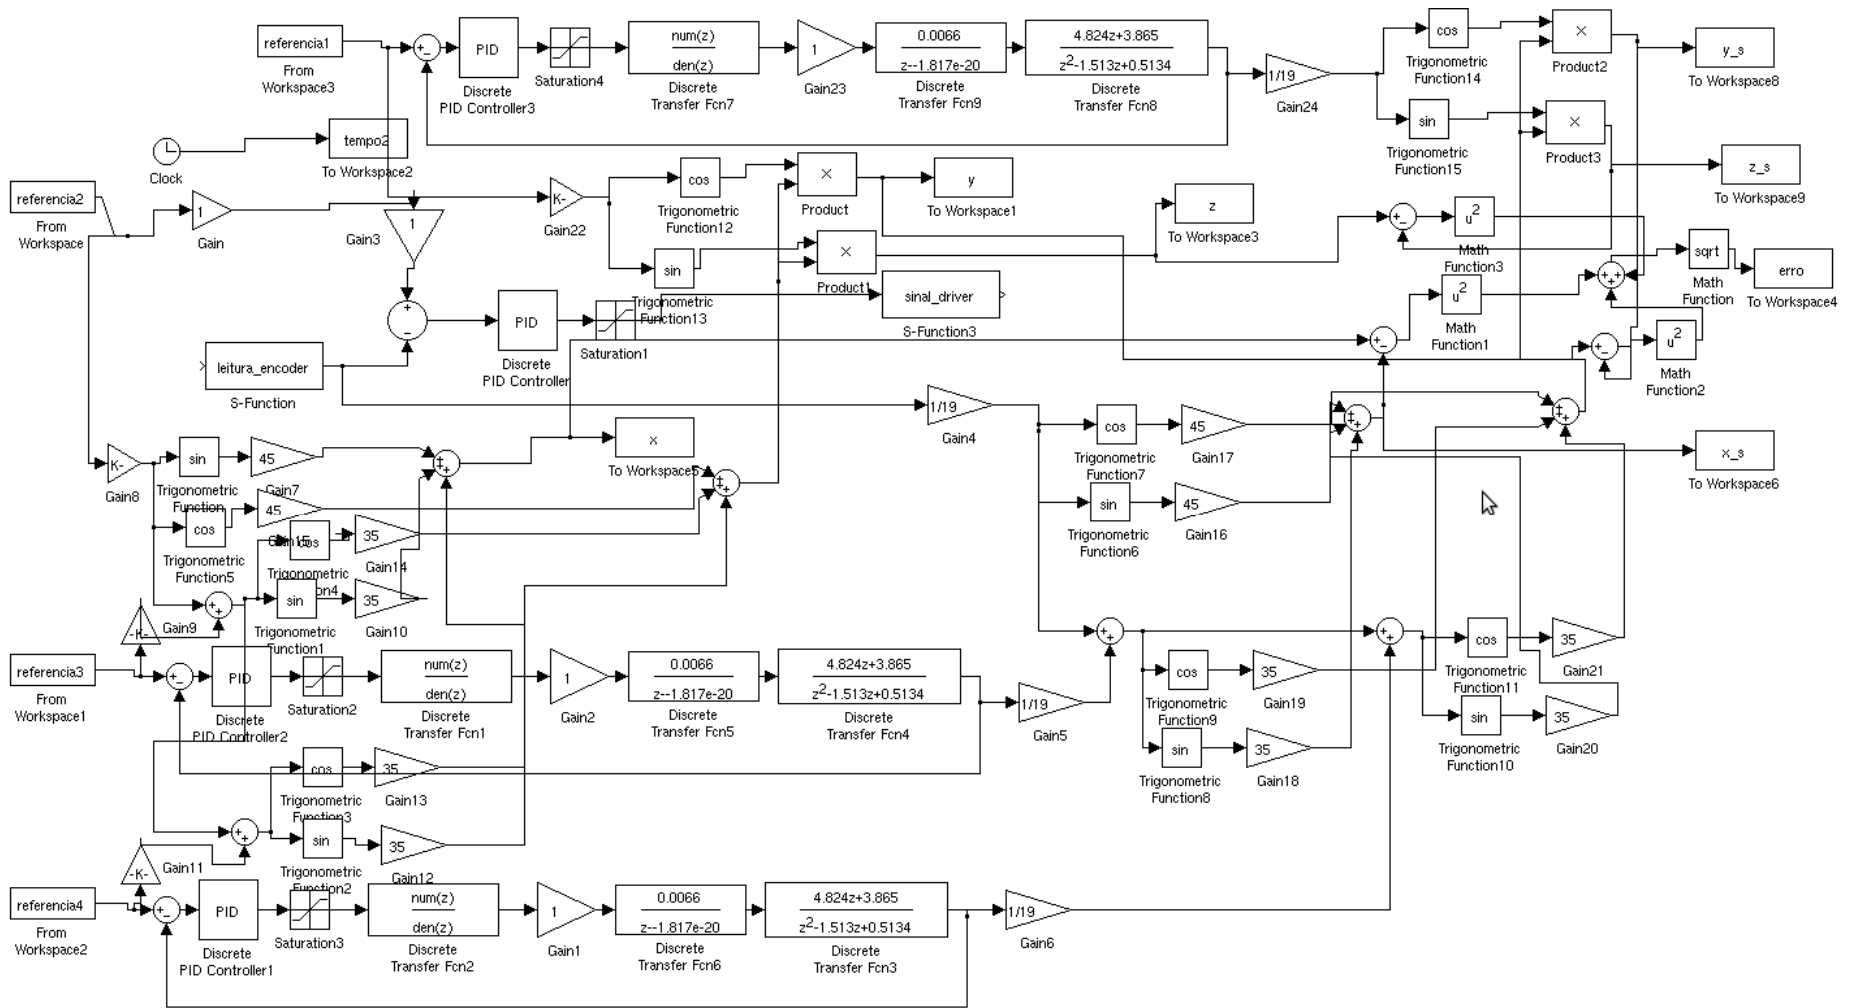 referencia1
From
Workspace3
PID
Discrete
PID Controller3
Saturation4
num(z)
den(z)
Discrete
Transfer Fcn7
1
Gain23
0.0066
z--1.817e-20
Discrete
Transfer Fcn9
4.824z+3.865
z2-1.513z+0.5134
Discrete
Transfer Fcn8
1/19
Gain24
cos
Trigonometric
Function14
×
Product2
y_s
To Workspace8
sin
Trigonometric
Function15
×
Product3
z_s
To Workspace9
Clock
tempo2
To Workspace2
referencia2
From
Workspace
1
Gain
1
Gain3
K-
Gain22
cos
Trigonometric
Function12
×
Product
y
To Workspace1
sin
Trigonometric
Function13
×
Product1
z
To Workspace3
u2
Math
Function3
sqrt
Math
Function
erro
To Workspace4
PID
Discrete
PID Controller
Saturation1
sinal_driver
S-Function3
u2
Math
Function1
u2
Math
Function2
leitura_encoder
S-Function
1/19
Gain4
cos
Trigonometric
Function7
45
Gain17
sin
Trigonometric
Function6
45
Gain16
x_s
To Workspace6
K-
Gain8
sin
Trigonometric
Function
45
Gain7
x
To Workspace5
cos
Trigonometric
Function5
45
Gain15
cos
Trigonometric
on4
35
Gain14
sin
Trigonometric
Function1
35
Gain10
-K-
Gain9
referencia3
From
Workspace1
PID
Discrete
PID Controller2
Saturation2
num(z)
den(z)
Discrete
Transfer Fcn1
1
Gain2
0.0066
z--1.817e-20
Discrete
Transfer Fcn5
4.824z+3.865
z2-1.513z+0.5134
Discrete
Transfer Fcn4
1/19
Gain5
cos
Trigonometric
Function9
35
Gain19
sin
Trigonometric
Function8
35
Gain18
cos
Trigonometric
Function11
35
Gain21
sin
Trigonometric
Function10
35
Gain20
cos
Trigonometric
Function3
35
Gain13
sin
Trigonometric
Function2
35
Gain12
-K-
Gain11
referencia4
From
Workspace2
PID
Discrete
PID Controller1
Saturation3
num(z)
den(z)
Discrete
Transfer Fcn2
1
Gain1
0.0066
z--1.817e-20
Discrete
Transfer Fcn6
4.824z+3.865
z2-1.513z+0.5134
Discrete
Transfer Fcn3
1/19
Gain6